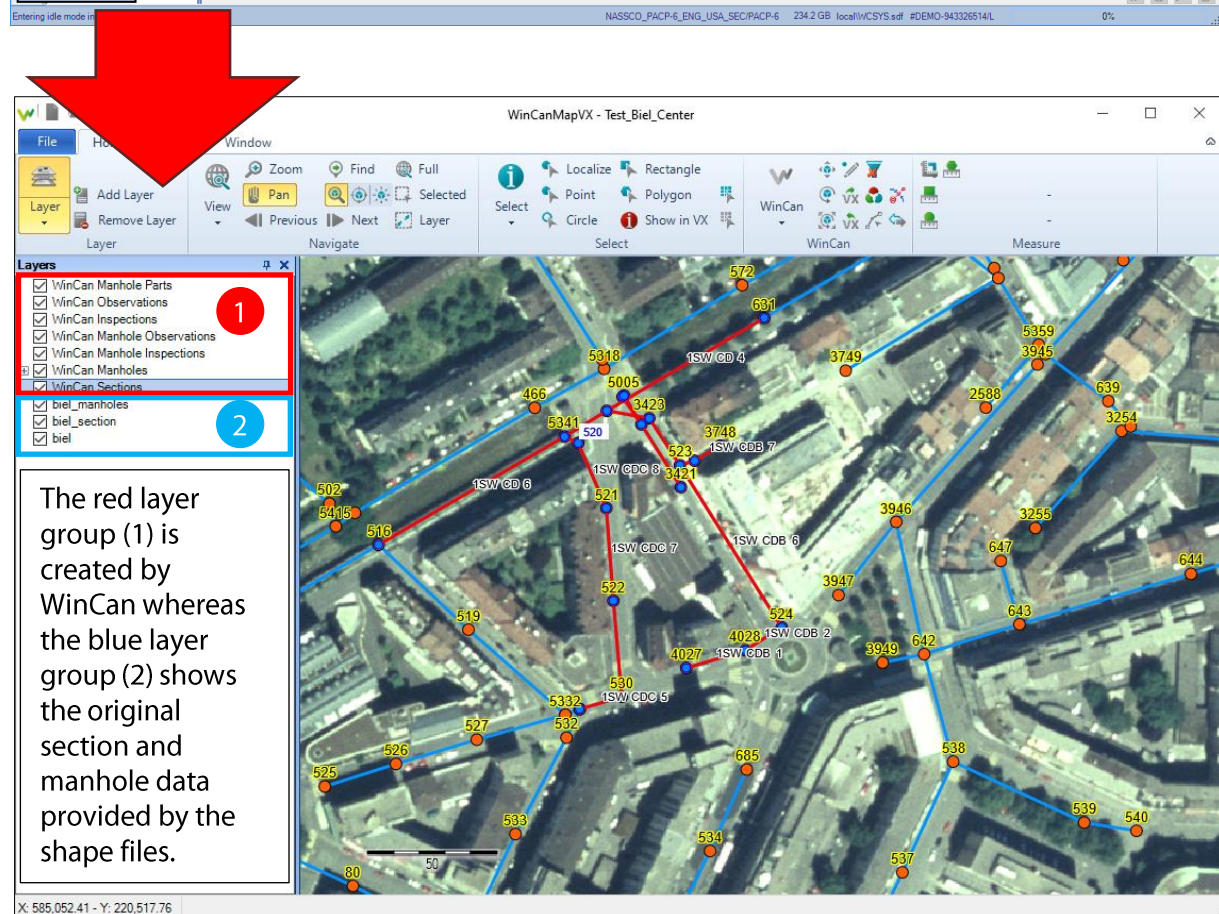 Entering idle mode in
NASSCO_PACP-6_ENG_USA_SEC/PACP-6 234.2 GB local\WCSYS.sdf #DEMO-943326514/L 0%
WinCanMapVX - Test_Biel_Center
File Window
Layer
Add Layer
Remove Layer
Layer
View
Zoom Find Full
Pan Selected
Previous Next Layer
Navigate
Select
Localize Rectangle
Point Polygon
Circle Show in VX
Select
WinCan
WinCan
-
-
Measure
Layers
WinCan Manhole Parts
WinCan Observations
WinCan Inspections
WinCan Manhole Observations
WinCan Manhole Inspections
WinCan Manholes
WinCan Sections
1
biel_manholes
biel_section
biel
2
The red layer
group (1) is
created by
WinCan whereas
the blue layer
group (2) shows
the original
section and
manhole data
provided by the
shape files.
572
631
5359
5318
1SW CD 4
3749
3945
5005
466
3423
2588
639
5341
520
3748
3254
523
1SW CDB 7
1SW CDC 8
3421
1SW CD 6
502
521
5415
516
3946
3255
1SW CDC 7
1SW CDB 6
647
644
522
3947
519
524
643
4028
1SW CDB 2
4027
1SW CDB 1
3949
642
530
1SW CDC 5
5332
532
527
526
525
685
538
533
539
540
534
50
537
80
X: 585,052.41 - Y: 220,517.76